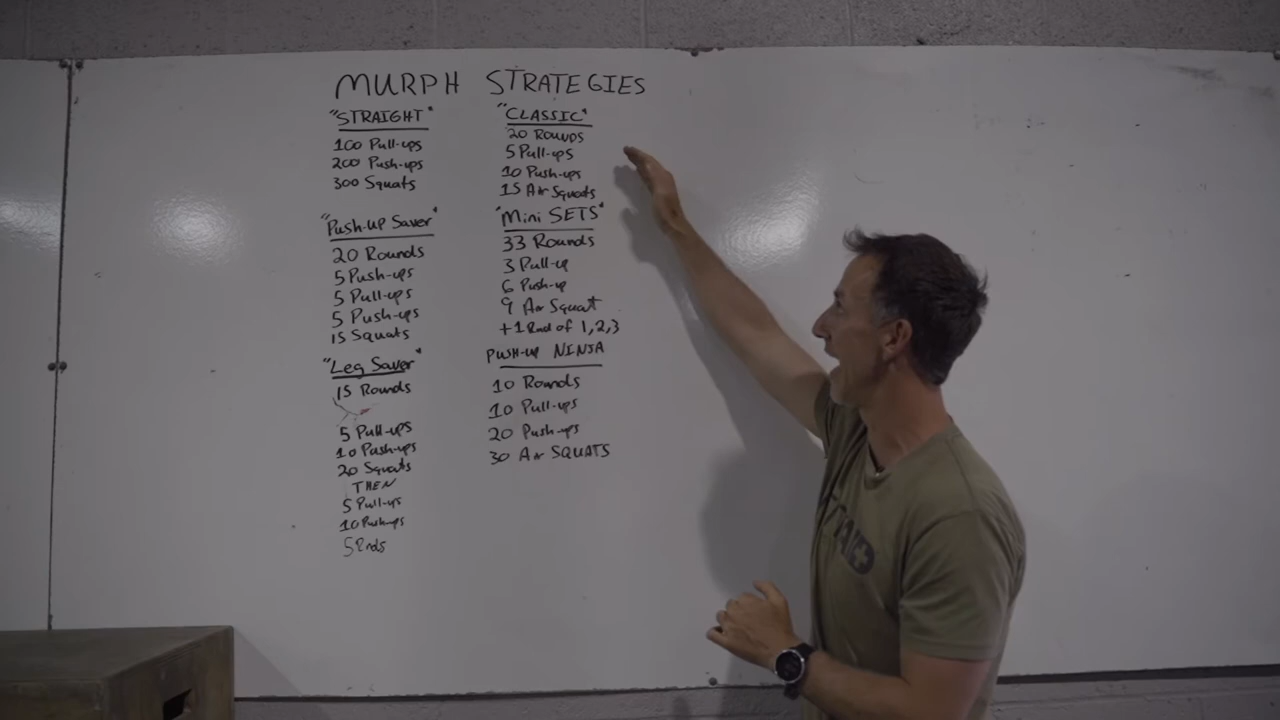 MURPH STRATEGIES
"STRAIGHT"
100 Pull-ups
200 Push-ups
300 Squats
"Push-up Saver"
20 Rounds
5 Push-ups
5 Pull-ups
5 Push-ups
15 Squats
"Leg Saver"
15 Rounds
5 Pull-ups
10 Push-ups
20 Squats
THEN
5 Pull-ups
10 Push-ups
5 Rnds
"CLASSIC"
20 Rounds
5 Pull-ups
10 Push-ups
15 Air Squats
"Mini SETS"
33 Rounds
3 Pull-up
6 Push-up
9 Air Squat
+1 Rnd of 1,2,3
PUSH-UP NINJA
10 Rounds
10 Pull-ups
20 Push-ups
30 Air SQUATS